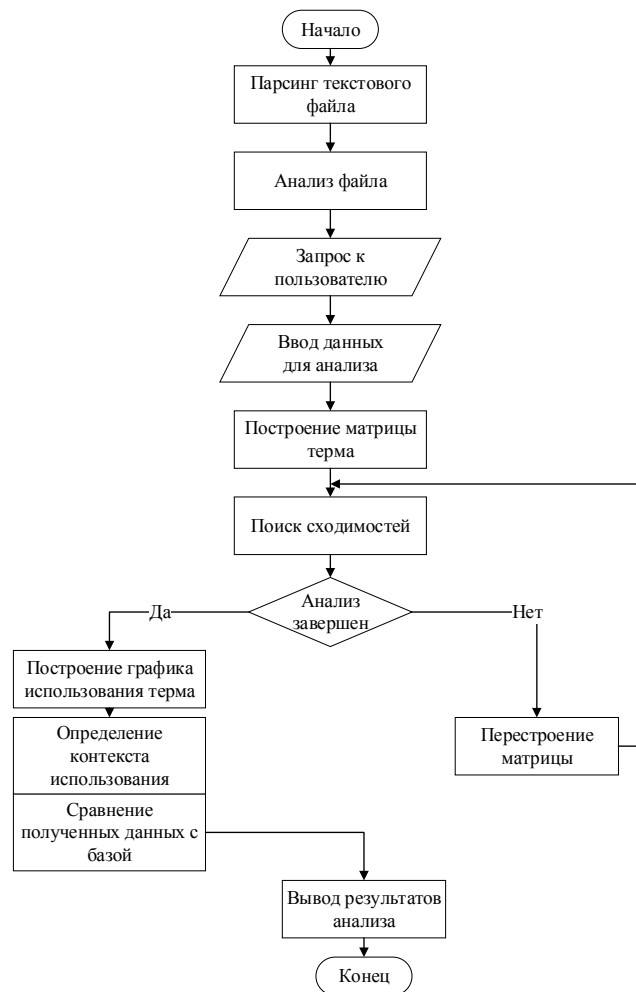 Начало
Парсинг текстового
файла
Анализ файла
Запрос к
пользователю
Ввод данных
для анализа
Построение матрицы
терма
Поиск сходимостей
Анализ
завершен
Да
Нет
Построение графика
использования терма
Определение
контекста
использования
Перестроение
матрицы
Сравнение
полученных данных с
базой
Вывод результатов
анализа
Конец